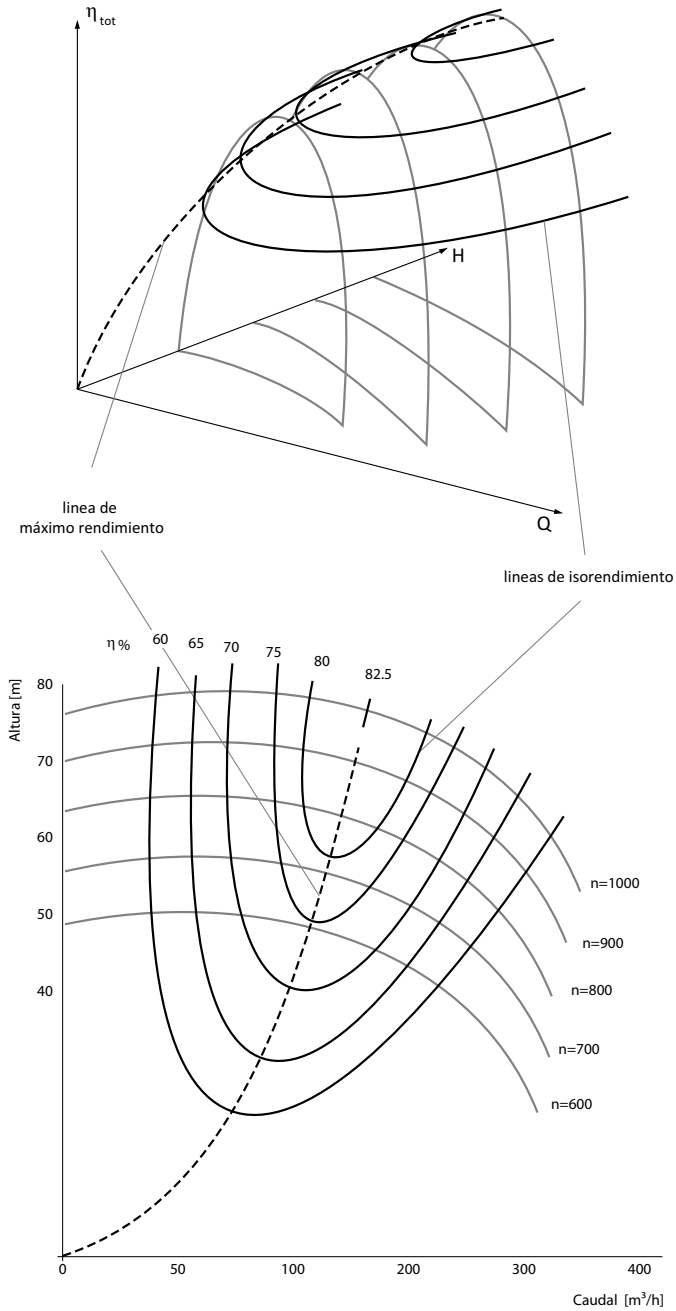 η tot
H
Q
linea de
máximo rendimiento
lineas de isorendimiento
η % 60 65 70 75 80 82.5
Altura [m]
80
70
60
50
40
n=1000
n=900
n=800
n=700
n=600
0 50 100 200 300 400
Caudal [m³/h]